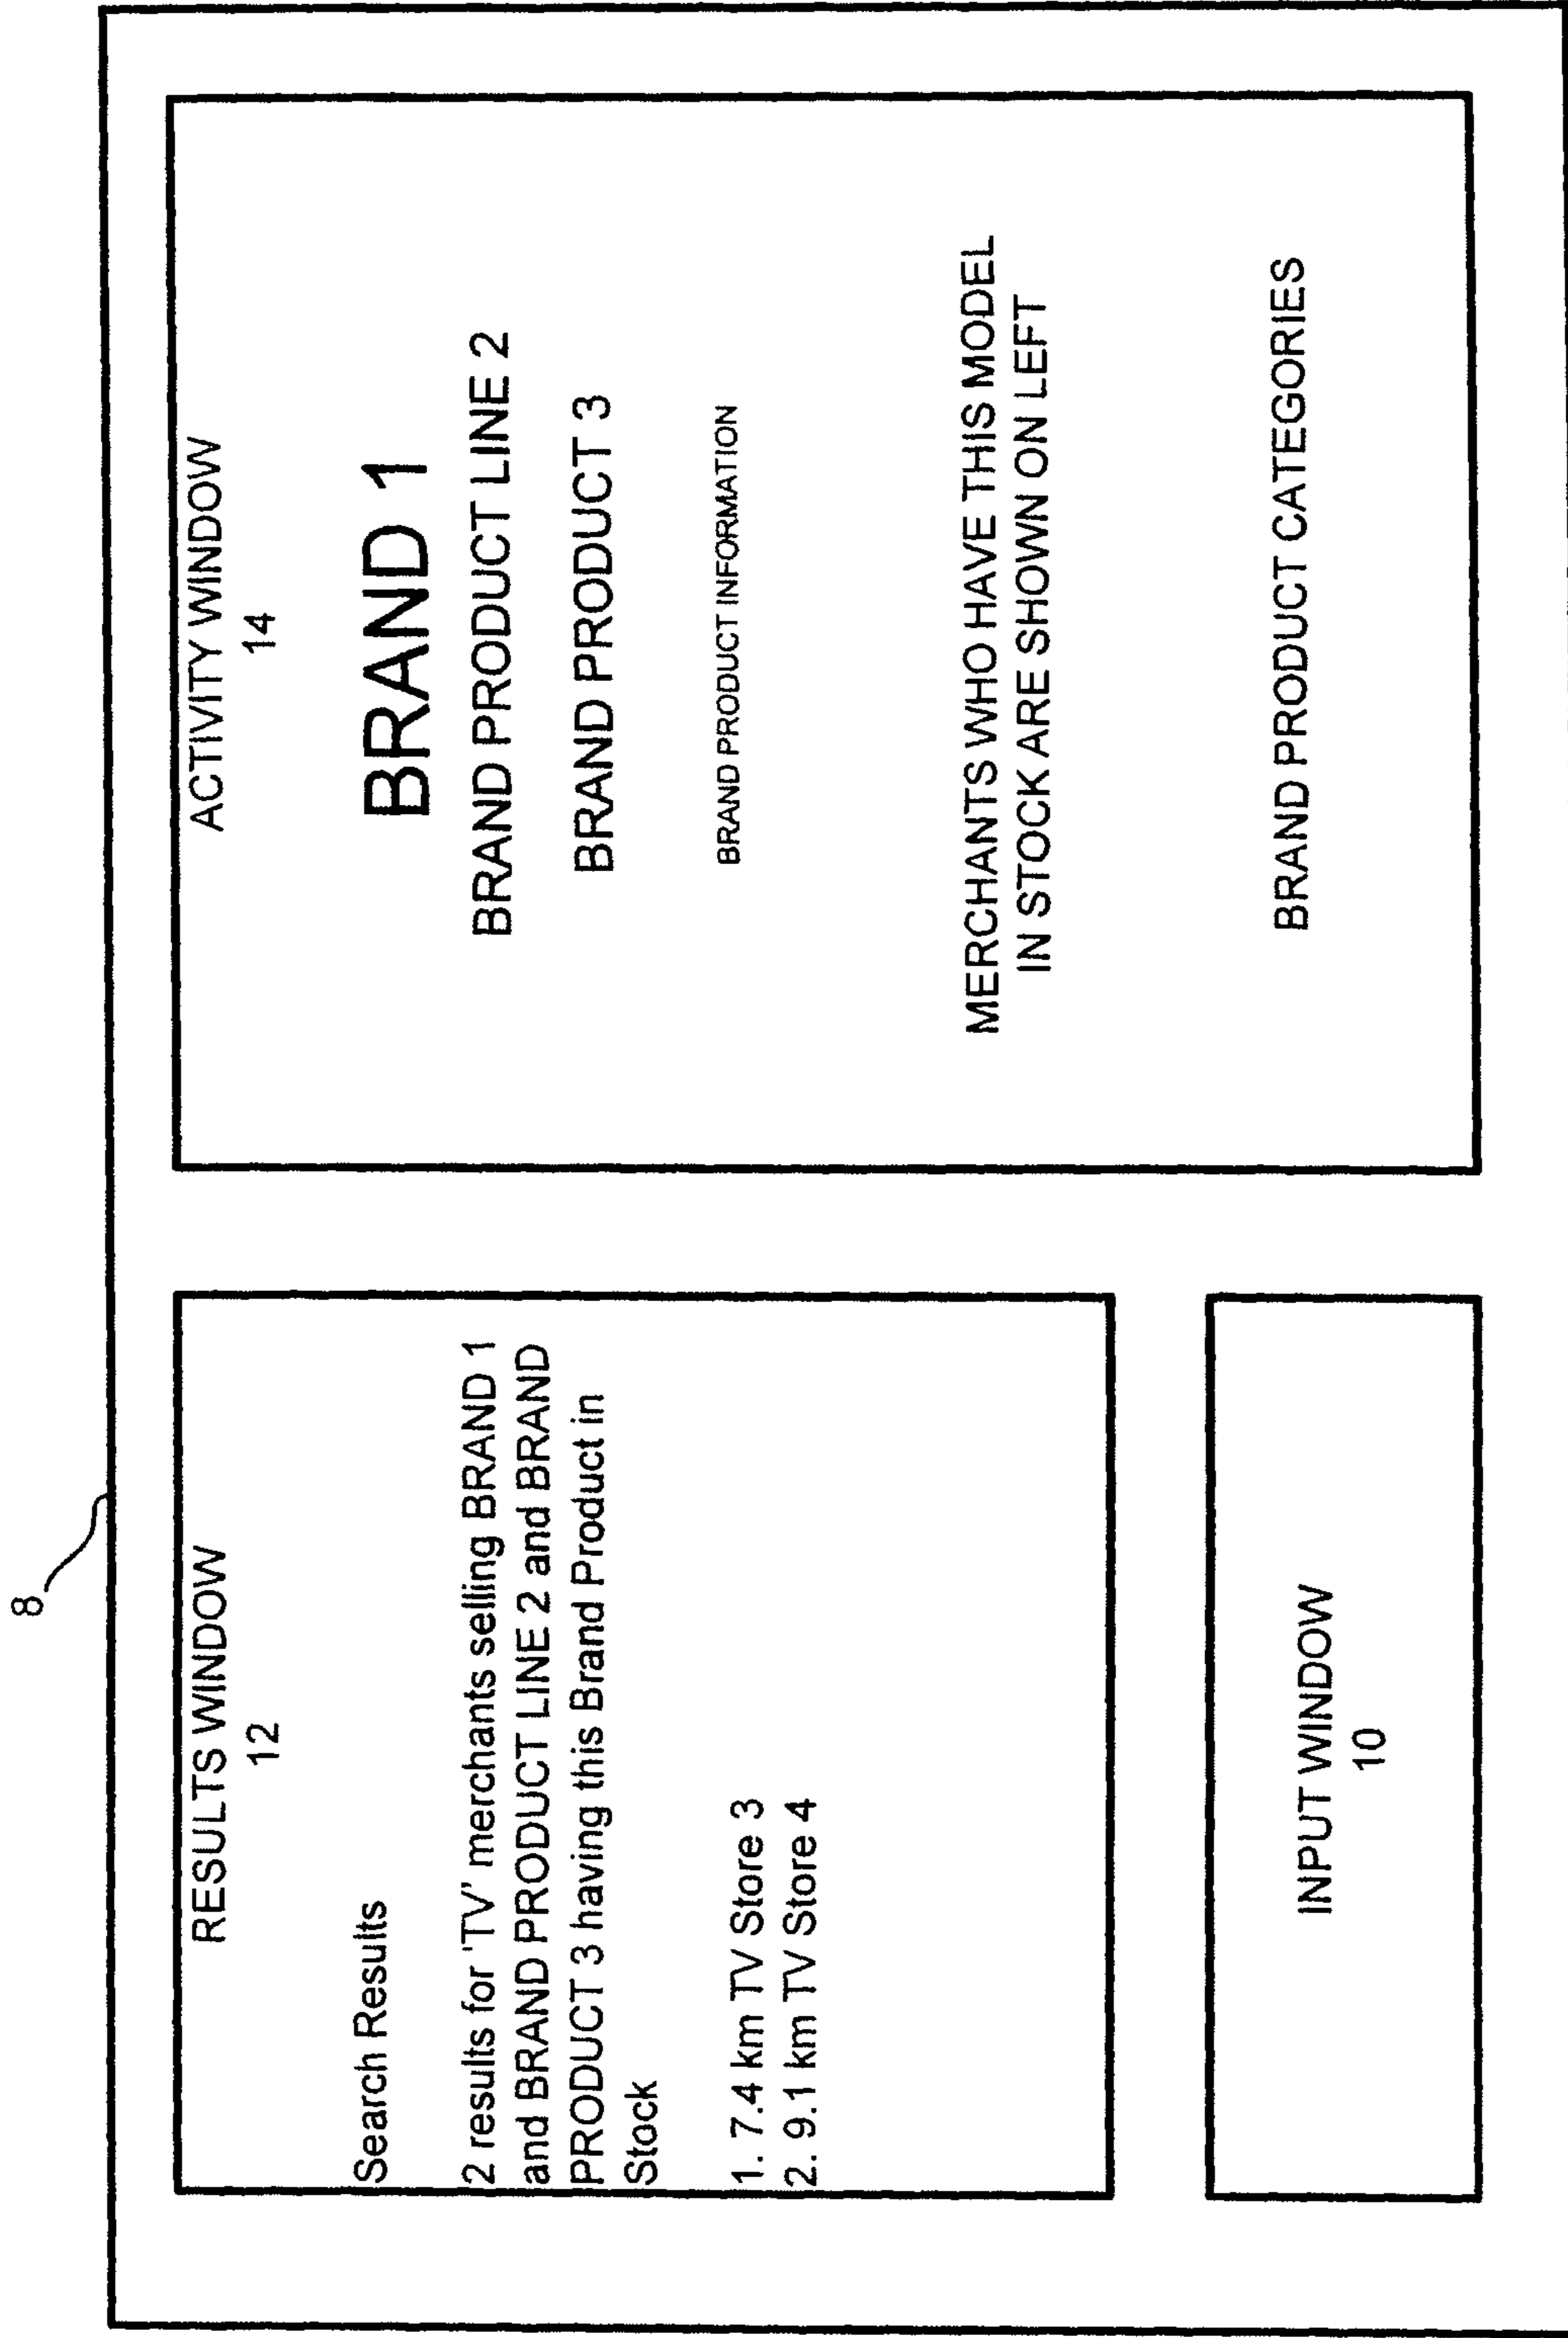 8
RESULTS WINDOW
12
Search Results
2 results for 'TV' merchants selling BRAND 1
and BRAND PRODUCT LINE 2 and BRAND
PRODUCT 3 having this Brand Product in
Stock
1. 7.4 km TV Store 3
2. 9.1 km TV Store 4
INPUT WINDOW
10
ACTIVITY WINDOW
14
BRAND 1
BRAND PRODUCT LINE 2
BRAND PRODUCT 3
BRAND PRODUCT INFORMATION
MERCHANTS WHO HAVE THIS MODEL
IN STOCK ARE SHOWN ON LEFT
BRAND PRODUCT CATEGORIES